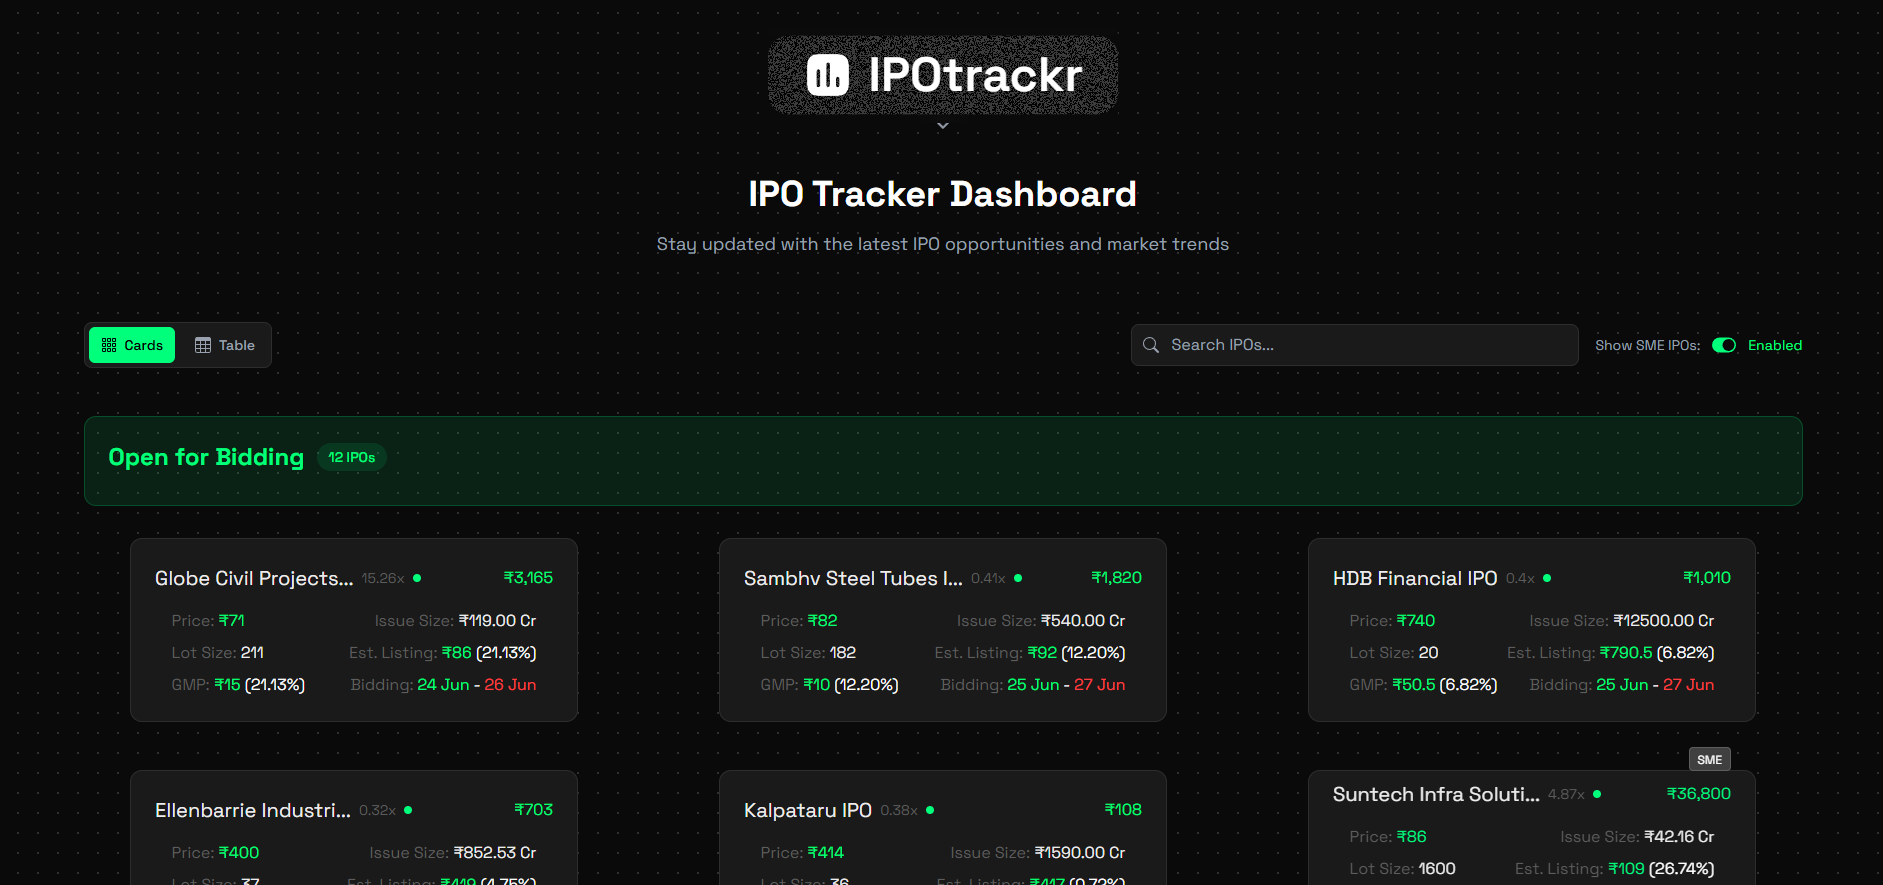 IPOtrackr
IPO Tracker Dashboard
Stay updated with the latest IPO opportunities and market trends
Cards Table Search IPOs... Show SME IPOs: Enabled
Open for Bidding 12 IPOs
Globe Civil Projects... 15.26x ₹3,165
Price: ₹71 Issue Size: ₹119.00 Cr
Lot Size: 211 Est. Listing: ₹86 (21.13%)
GMP: ₹15 (21.13%) Bidding: 24 Jun - 26 Jun
Sambhv Steel Tubes I... 0.41x ₹1,820
Price: ₹82 Issue Size: ₹540.00 Cr
Lot Size: 182 Est. Listing: ₹92 (12.20%)
GMP: ₹10 (12.20%) Bidding: 25 Jun - 27 Jun
HDB Financial IPO 0.4x ₹1,010
Price: ₹740 Issue Size: ₹12500.00 Cr
Lot Size: 20 Est. Listing: ₹790.5 (6.82%)
GMP: ₹50.5 (6.82%) Bidding: 25 Jun - 27 Jun
Ellenbarrie Industri... 0.32x ₹703
Price: ₹400 Issue Size: ₹852.53 Cr
Lot Size: 37 Est. Listing: ₹419 (4.75%)
Kalpataru IPO 0.38x ₹108
Price: ₹414 Issue Size: ₹1590.00 Cr
Lot Size: 36 Est. Listing: ₹417 (0.72%)
SME
Suntech Infra Soluti... 4.87x ₹36,800
Price: ₹86 Issue Size: ₹42.16 Cr
Lot Size: 1600 Est. Listing: ₹109 (26.74%)